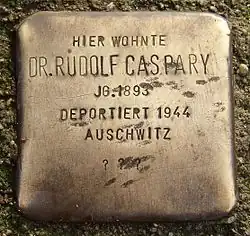 HIER WOHNTE
DR. RUDOLF CASPARY
JG. 1893
DEPORTIERT 1944
AUSCHWITZ
? ? ?